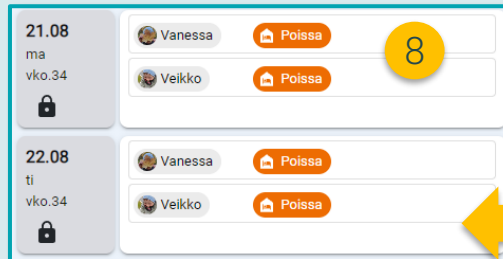 21.08
ma
vko.34
Vanessa Poissa
Veikko Poissa
8
22.08
ti
vko.34
Vanessa Poissa
Veikko Poissa